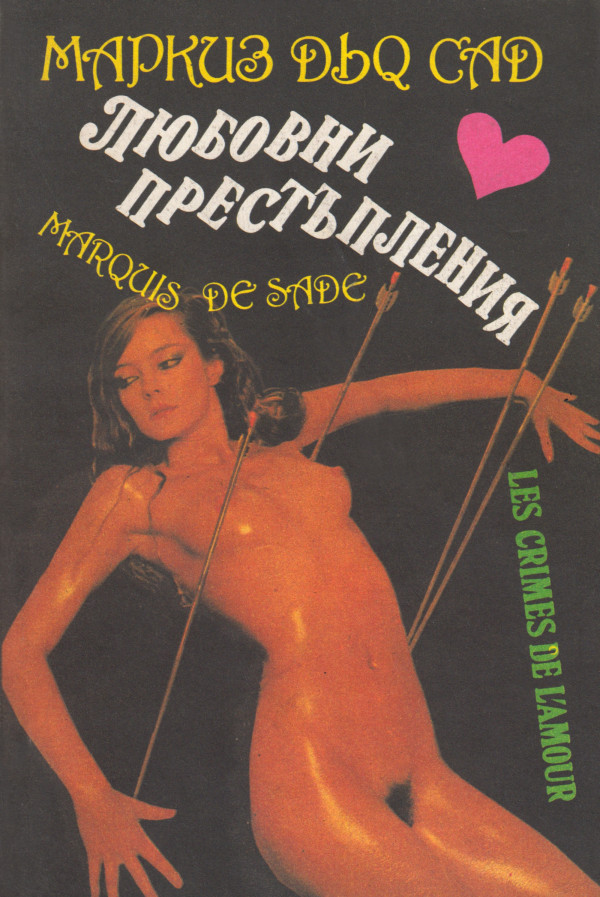 МАРКИЗ ДЬО САД
ЛЮБОВНИ
ПРЕСТЪПЛЕНИЯ
MARQUIS DE SADE
LES CRIMES DE L'AMOUR